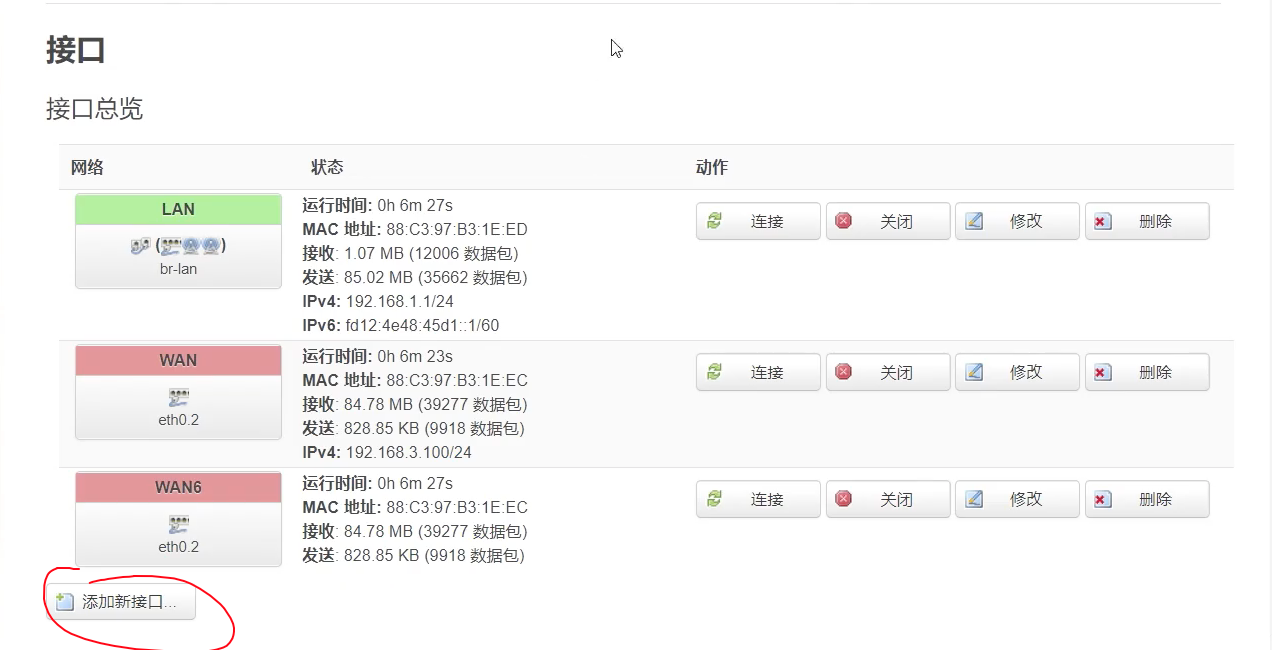 接口
接口总览
网络 状态 动作
LAN
br-lan
运行时间: 0h 6m 27s
MAC 地址: 88:C3:97:B3:1E:ED
接收: 1.07 MB (12006 数据包)
发送: 85.02 MB (35662 数据包)
IPv4: 192.168.1.1/24
IPv6: fd12:4e48:45d1::1/60
连接 关闭 修改 删除
WAN
eth0.2
运行时间: 0h 6m 23s
MAC 地址: 88:C3:97:B3:1E:EC
接收: 84.78 MB (39277 数据包)
发送: 828.85 KB (9918 数据包)
IPv4: 192.168.3.100/24
连接 关闭 修改 删除
WAN6
eth0.2
运行时间: 0h 6m 27s
MAC 地址: 88:C3:97:B3:1E:EC
接收: 84.78 MB (39277 数据包)
发送: 828.85 KB (9918 数据包)
连接 关闭 修改 删除
添加新接口...